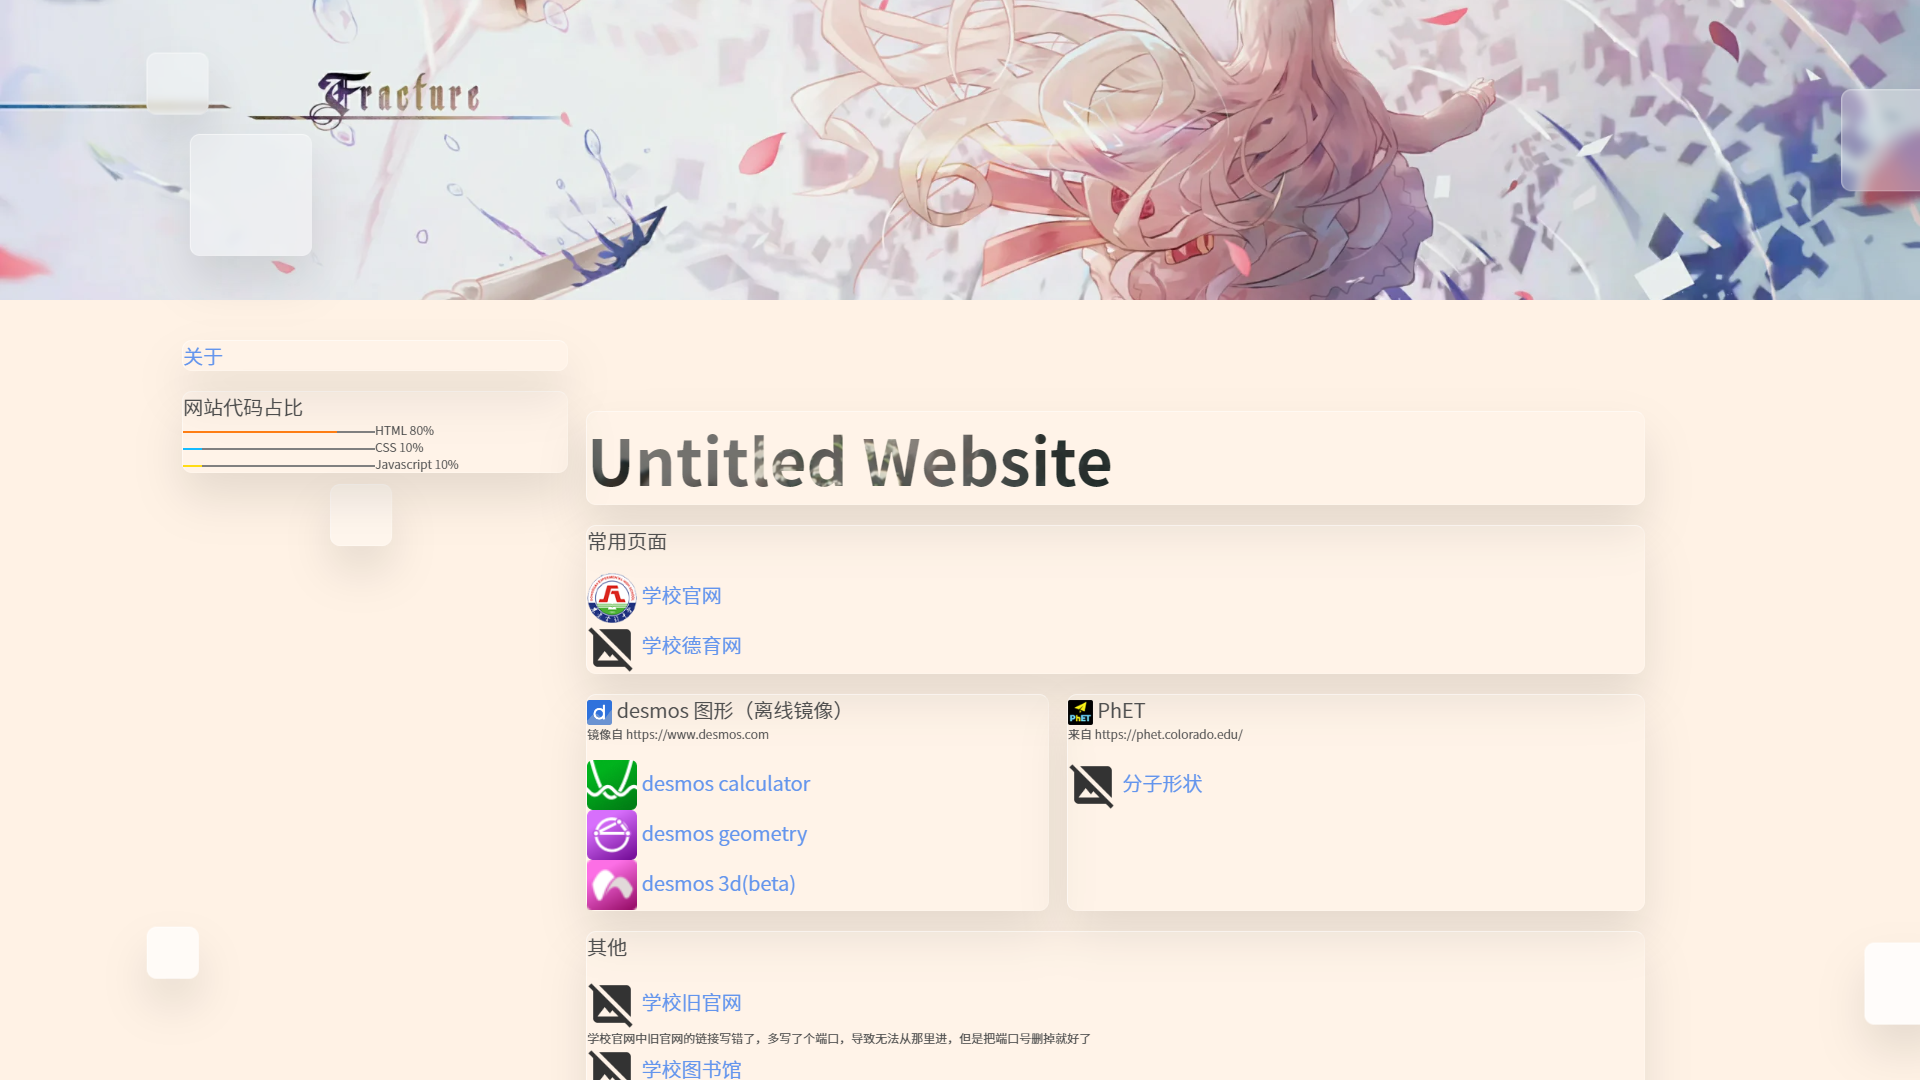 Fracture
关于
网站代码占比
HTML 80%
CSS 10%
Javascript 10%
Untitled Website
常用页面
学校官网
学校德育网
desmos 图形（离线镜像）
镜像自 https://www.desmos.com
desmos calculator
desmos geometry
desmos 3d(beta)
PhET
PhET
来自 https://phet.colorado.edu/
分子形状
其他
学校旧官网
学校官网中旧官网的链接写错了，多写了个端口，导致无法从那里进，但是把端口号删掉就好了
学校图书馆